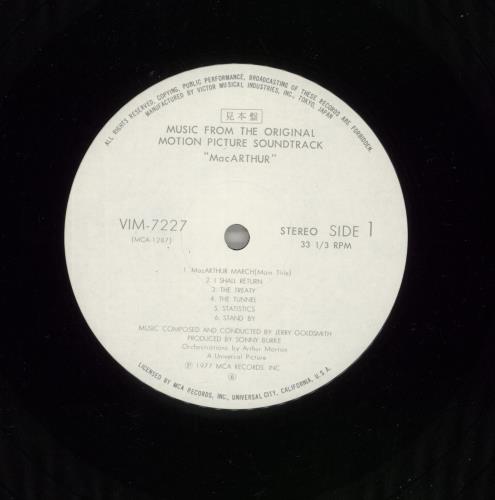 ALL RIGHTS RESERVED, COPYING, PUBLIC PERFORMANCE, BROADCASTING OF THESE RECORDS ARE FORBIDDEN.
MANUFACTURED BY VICTOR MUSICAL INDUSTRIES, INC., TOKYO, JAPAN
見本盤
MUSIC FROM THE ORIGINAL
MOTION PICTURE SOUNDTRACK
"MacARTHUR"
VIM-7227
(MCA-1287)
STEREO SIDE 1
33 1/3 RPM
1. MacARTHUR MARCH(Main Title)
2. I SHALL RETURN
3. THE TREATY
4. THE TUNNEL
5. STATISTICS
6. STAND BY
MUSIC COMPOSED AND CONDUCTED BY JERRY GOLDSMITH
PRODUCED BY SONNY BURKE
Orchestrations by Arthur Morton
A Universal Picture
Ⓟ 1977 MCA RECORDS, INC
LICENSED BY MCA RECORDS, INC., UNIVERSAL CITY, CALIFORNIA, U.S.A.